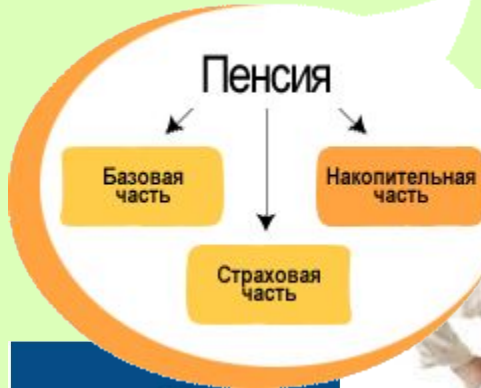 Пенсия
Базовая
часть
Накопительная
часть
Страховая
часть